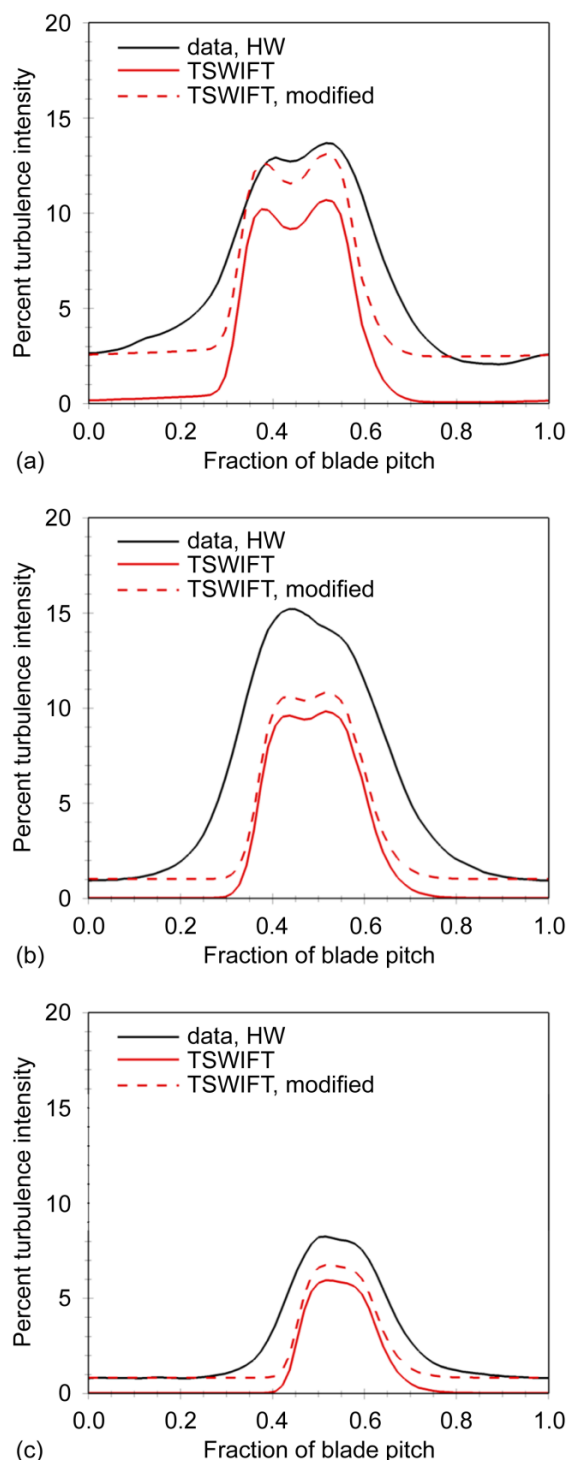 20
data, HW
TSWIFT
15
TSWIFT, modified
Percent turbulence intensity
10
5
0
0.0 0.2 0.4 0.6 0.8 1.0
(a) Fraction of blade pitch
20
data, HW
TSWIFT
15
TSWIFT, modified
Percent turbulence intensity
10
5
0
0.0 0.2 0.4 0.6 0.8 1.0
(b) Fraction of blade pitch
20
data, HW
TSWIFT
15
TSWIFT, modified
Percent turbulence intensity
10
5
0
0.0 0.2 0.4 0.6 0.8 1.0
(c) Fraction of blade pitch